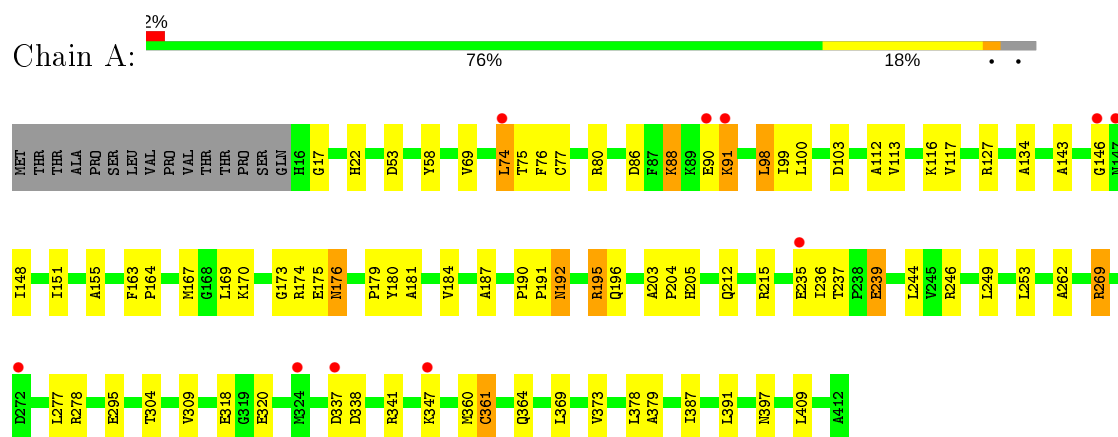 2%
Chain A:
76% 18% • •
MET THR THR ALA PRO SER LEU VAL PRO VAL THR THR PRO SER GLN H16 G17 H22 D53 Y58 V69 L74 T75 F76 C77 R80 D86 F87 K88 K89 E90 K91 L98 I99 L100 D103 A112 V113 K116 V117 R127 A134 A143 G146 N147
I148 I151 A155 F163 P164 M167 G168 L169 K170 G173 R174 E175 N176 P179 Y180 A181 V184 A187 P190 P191 N192 R195 Q196 A203 P204 H205 Q212 R215 E235 I236 T237 P238 E239 L244 V245 R246 L249 L253 A262 R269
D272 L277 R278 E295 T304 V309 E318 G319 E320 M324 D337 D338 R341 K347 M360 C361 Q364 L369 V373 L378 A379 I387 L391 N397 L409 A412